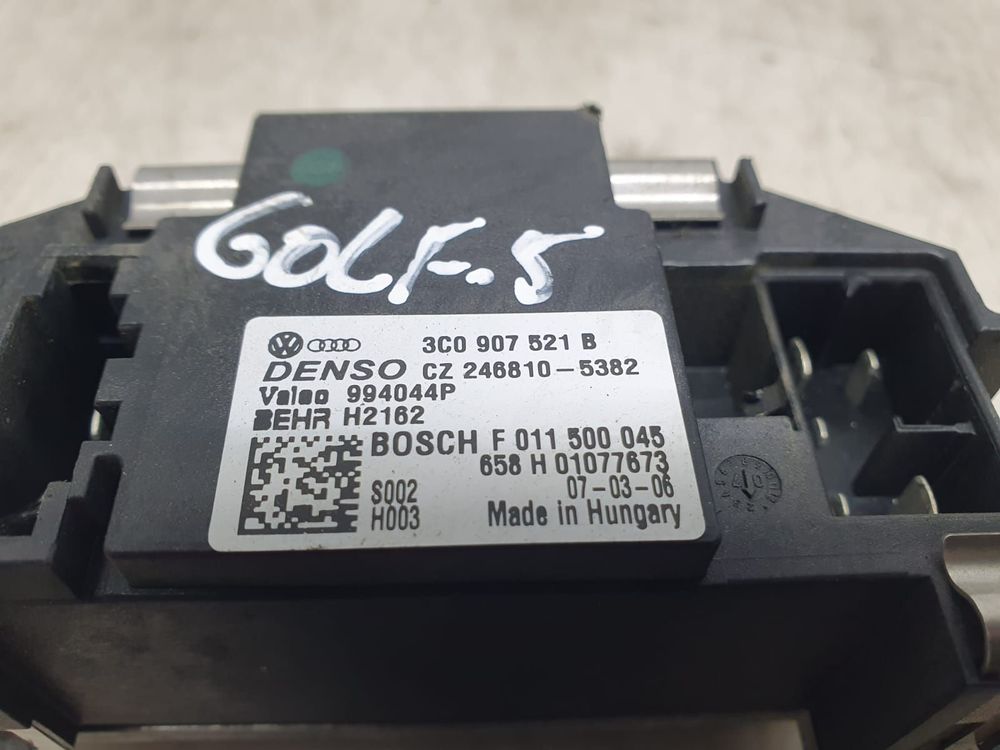 GOLF.5
3C0 907 521 B
DENSO CZ 246810-5382
Valeo 994044P
BEHR H2162
BOSCH F 011 500 045
658 H 01077673
S002 07-03-06
H003 Made in Hungary